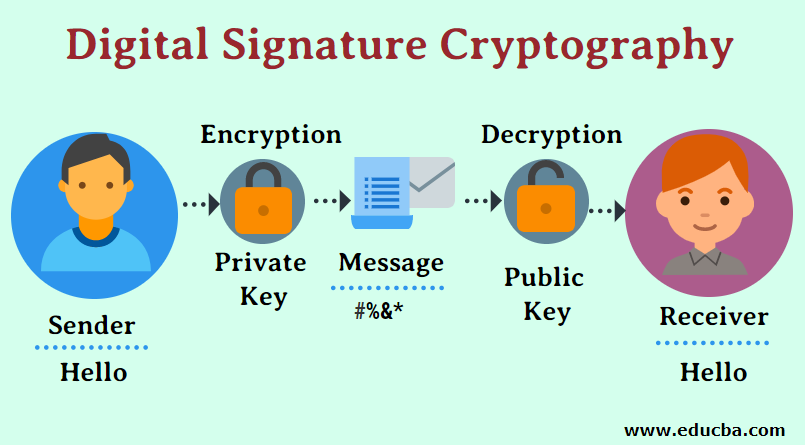 Digital Signature Cryptography
Encryption
Decryption
Private
Key
Message
#%&*
Public
Key
Sender
Hello
Receiver
Hello
www.educba.com